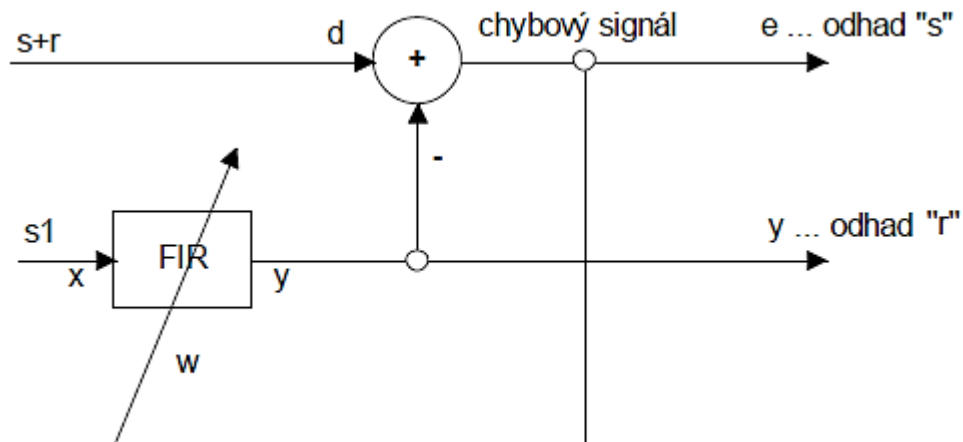 s+r
d
+
chybový signál
e ... odhad "s"
-
s1
x
FIR
y
y ... odhad "r"
w